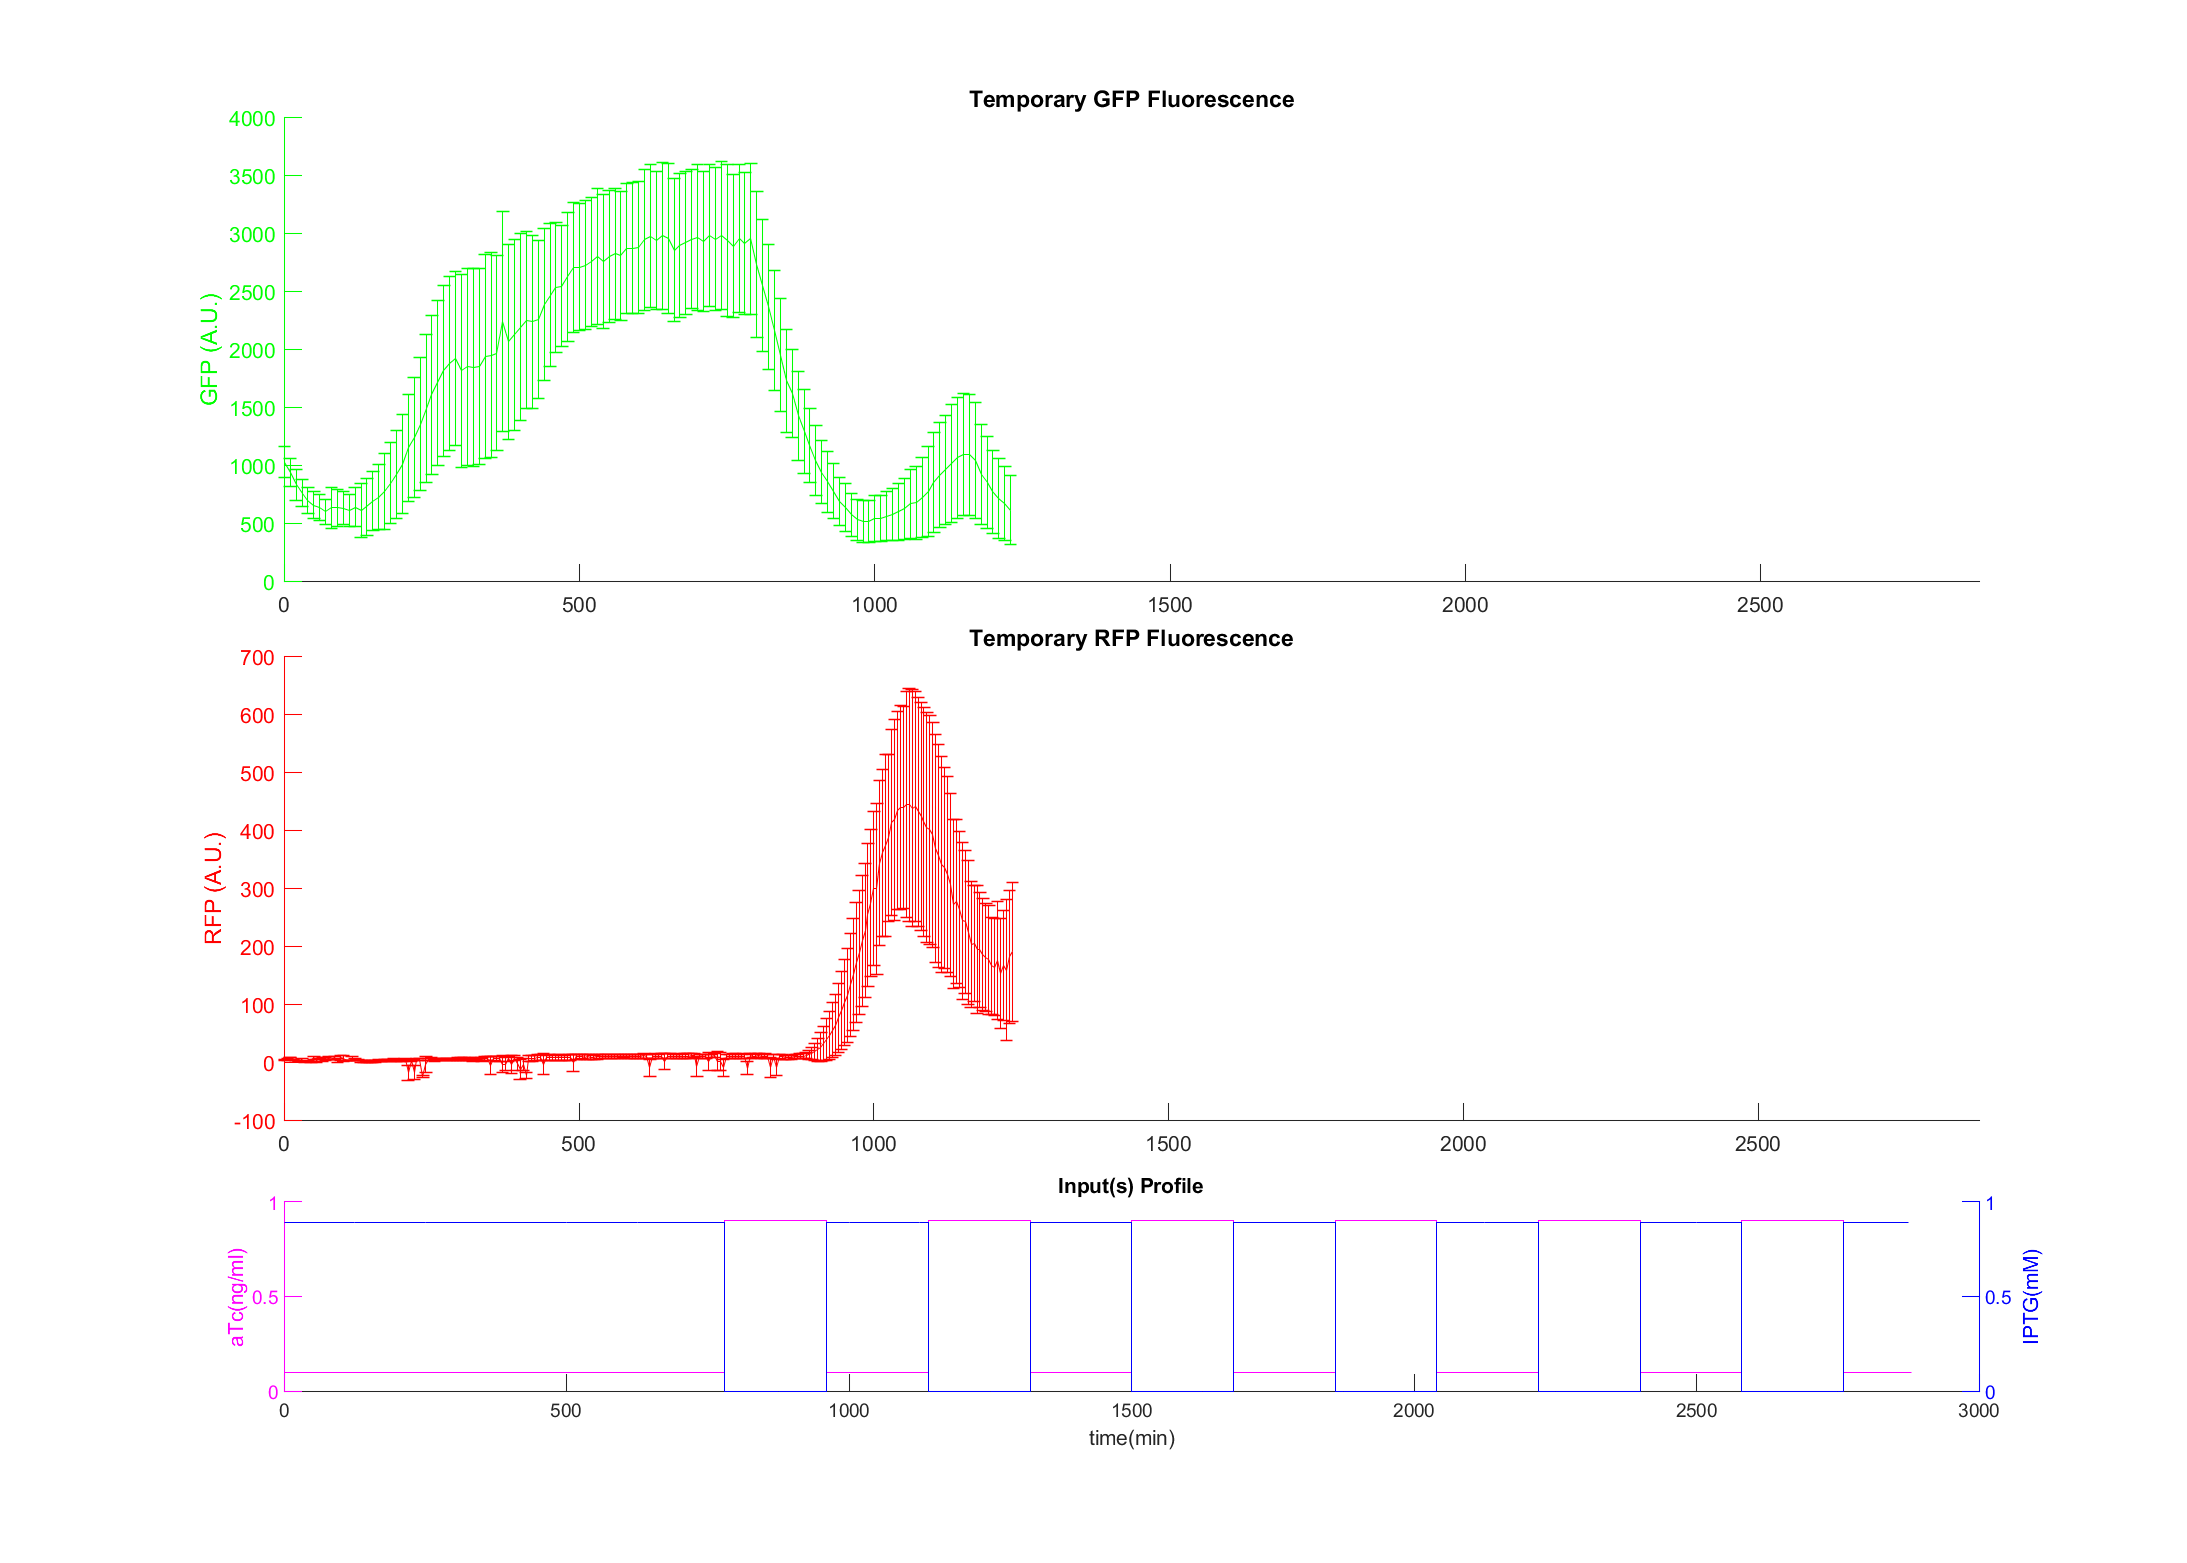 Temporary GFP Fluorescence
4000
3500
3000
2500
2000
1500
1000
500
0
GFP (A.U.)
0 500 1000 1500 2000 2500
Temporary RFP Fluorescence
700
600
500
400
300
200
100
0
-100
RFP (A.U.)
0 500 1000 1500 2000 2500
Input(s) Profile
1
0.5
0
aTc(ng/ml)
1
0.5
0
IPTG(mM)
0 500 1000 1500 2000 2500 3000
time(min)